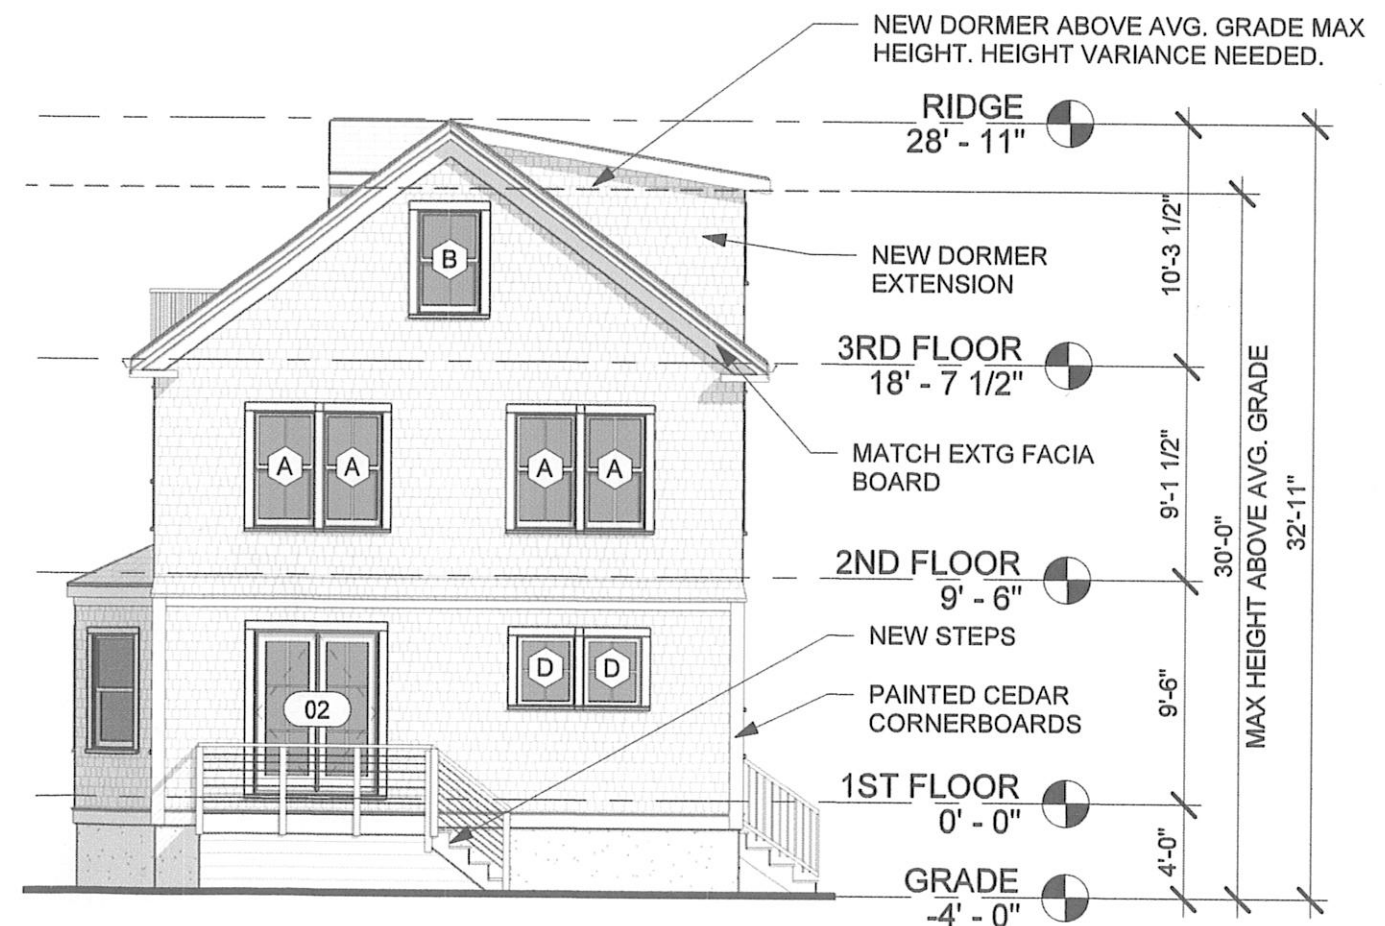 NEW DORMER ABOVE AVG. GRADE MAX
HEIGHT. HEIGHT VARIANCE NEEDED.
RIDGE
28' - 11"
10'-3 1/2"
B
NEW DORMER
EXTENSION
3RD FLOOR
18' - 7 1/2"
MATCH EXTG FACIA
BOARD
A
A
A
A
9'-1 1/2"
30'-0"
MAX HEIGHT ABOVE AVG. GRADE
32'-11"
2ND FLOOR
9' - 6"
NEW STEPS
D
D
02
PAINTED CEDAR
CORNERBOARDS
9'-6"
1ST FLOOR
0' - 0"
4'-0"
GRADE
-4' - 0"